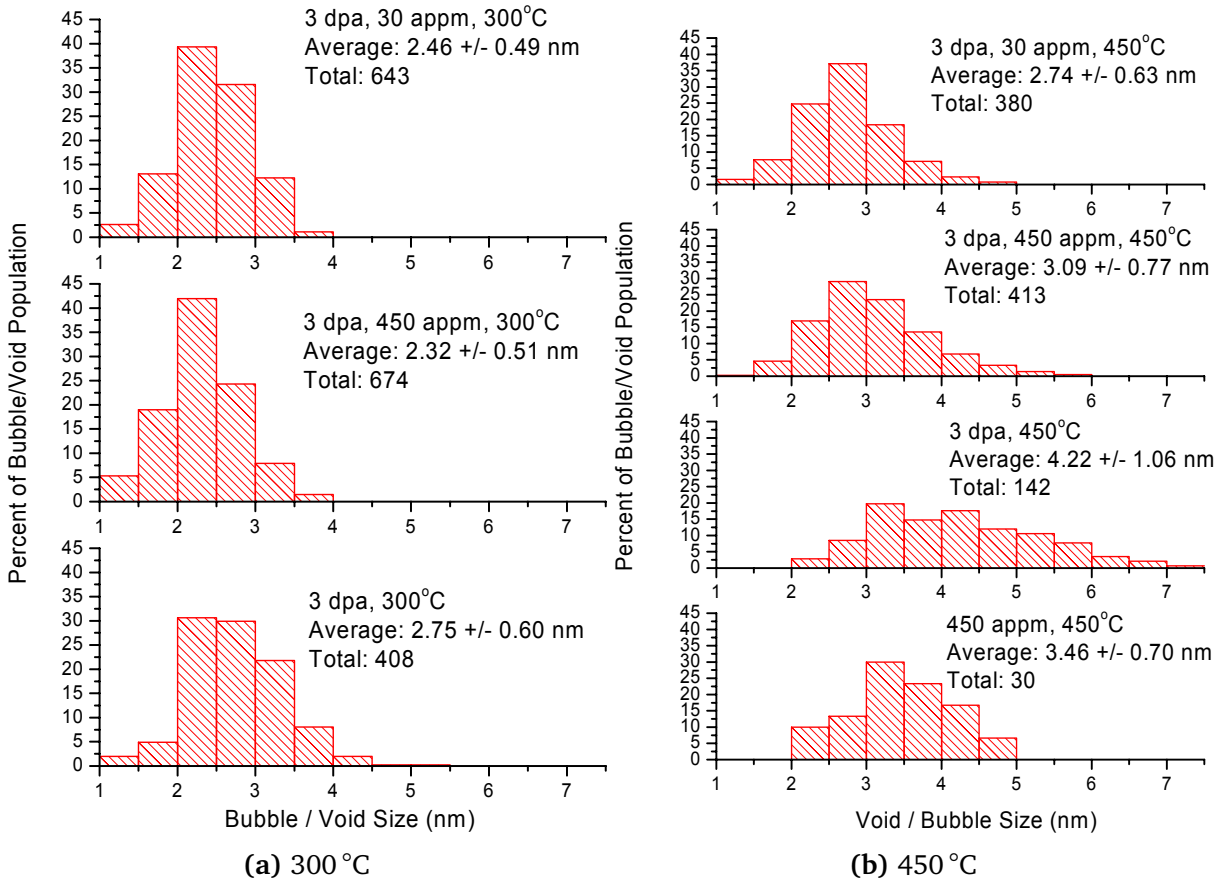 Percent of Bubble/Void Population
45
40
35
30
25
20
15
10
5
0
3 dpa, 30 appm, 300°C
Average: 2.46 +/- 0.49 nm
Total: 643
1 2 3 4 5 6 7
45
40
35
30
25
20
15
10
5
0
3 dpa, 450 appm, 300°C
Average: 2.32 +/- 0.51 nm
Total: 674
1 2 3 4 5 6 7
45
40
35
30
25
20
15
10
5
0
3 dpa, 300°C
Average: 2.75 +/- 0.60 nm
Total: 408
1 2 3 4 5 6 7
Bubble / Void Size (nm)
(a) 300 °C
Percent of Bubble/Void Population
45
40
35
30
25
20
15
10
5
0
3 dpa, 30 appm, 450°C
Average: 2.74 +/- 0.63 nm
Total: 380
1 2 3 4 5 6 7
45
40
35
30
25
20
15
10
5
0
3 dpa, 450 appm, 450°C
Average: 3.09 +/- 0.77 nm
Total: 413
1 2 3 4 5 6 7
45
40
35
30
25
20
15
10
5
0
3 dpa, 450°C
Average: 4.22 +/- 1.06 nm
Total: 142
1 2 3 4 5 6 7
45
40
35
30
25
20
15
10
5
0
450 appm, 450°C
Average: 3.46 +/- 0.70 nm
Total: 30
1 2 3 4 5 6 7
Void / Bubble Size (nm)
(b) 450 °C